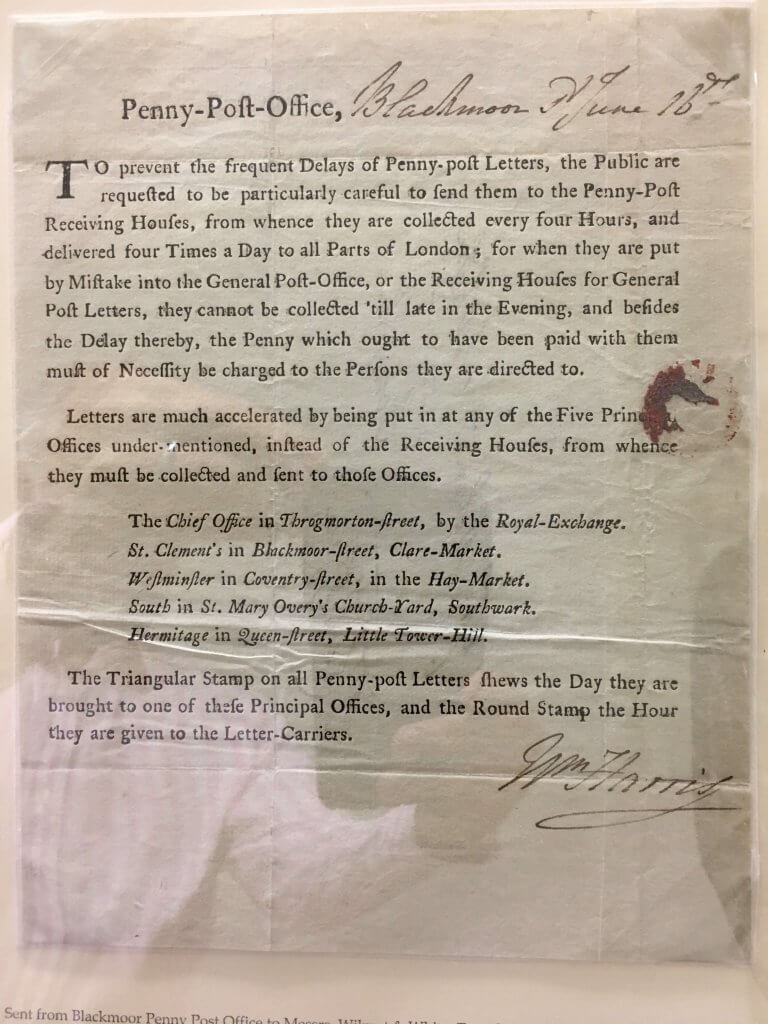 Penny-Poſt-Office, Blackmoor St June 16th
TO prevent the frequent Delays of Penny-poſt Letters, the Public are
requeſted to be particularly careful to ſend them to the Penny-Poſt
Receiving Houſes, from whence they are collected every four Hours, and
delivered four Times a Day to all Parts of London; for when they are put
by Miſtake into the General Poſt-Office, or the Receiving Houſes for General
Poſt Letters, they cannot be collected 'till late in the Evening, and beſides
the Delay thereby, the Penny which ought to have been paid with them
muſt of Neceſſity be charged to the Perſons they are directed to.
Letters are much accelerated by being put in at any of the Five
Offices under-mentioned, inſtead of the Receiving Houſes, from whence
they muſt be collected and ſent to thoſe Offices.
The Chief Office in Throgmorton-ſtreet, by the Royal-Exchange.
St. Clement's in Blackmoor-ſtreet, Clare-Market.
Weſtminſter in Coventry-ſtreet, in the Hay-Market.
South in St. Mary Overy's Church-Yard, Southwark.
Hermitage in Queen-ſtreet, Little Tower-Hill.
The Triangular Stamp on all Penny-poſt Letters ſhews the Day they are
brought to one of theſe Principal Offices, and the Round Stamp the Hour
they are given to the Letter-Carriers.
Wm Harris
Sent from Blackmoor Penny Post Office to Messrs